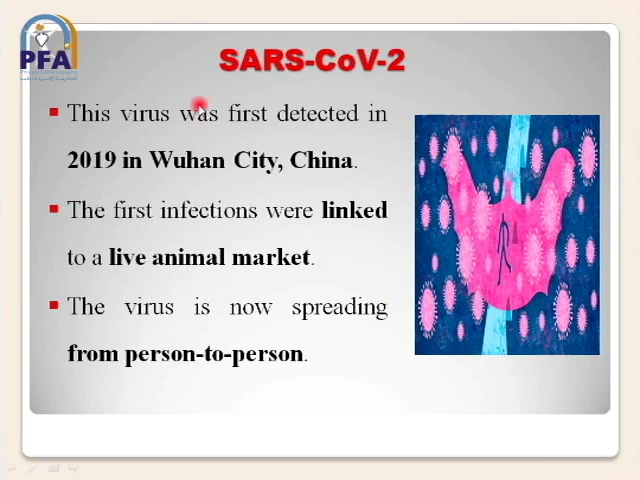 PFA
SARS-CoV-2
This virus was first detected in
2019 in Wuhan City, China.
The first infections were linked
to a live animal market.
The virus is now spreading
from person-to-person.